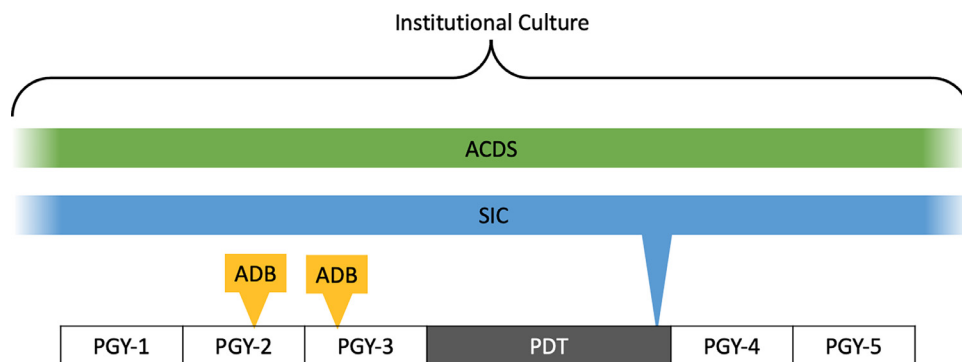 Institutional Culture
ACDS
SIC
ADB ADB
PGY-1 PGY-2 PGY-3 PDT PGY-4 PGY-5